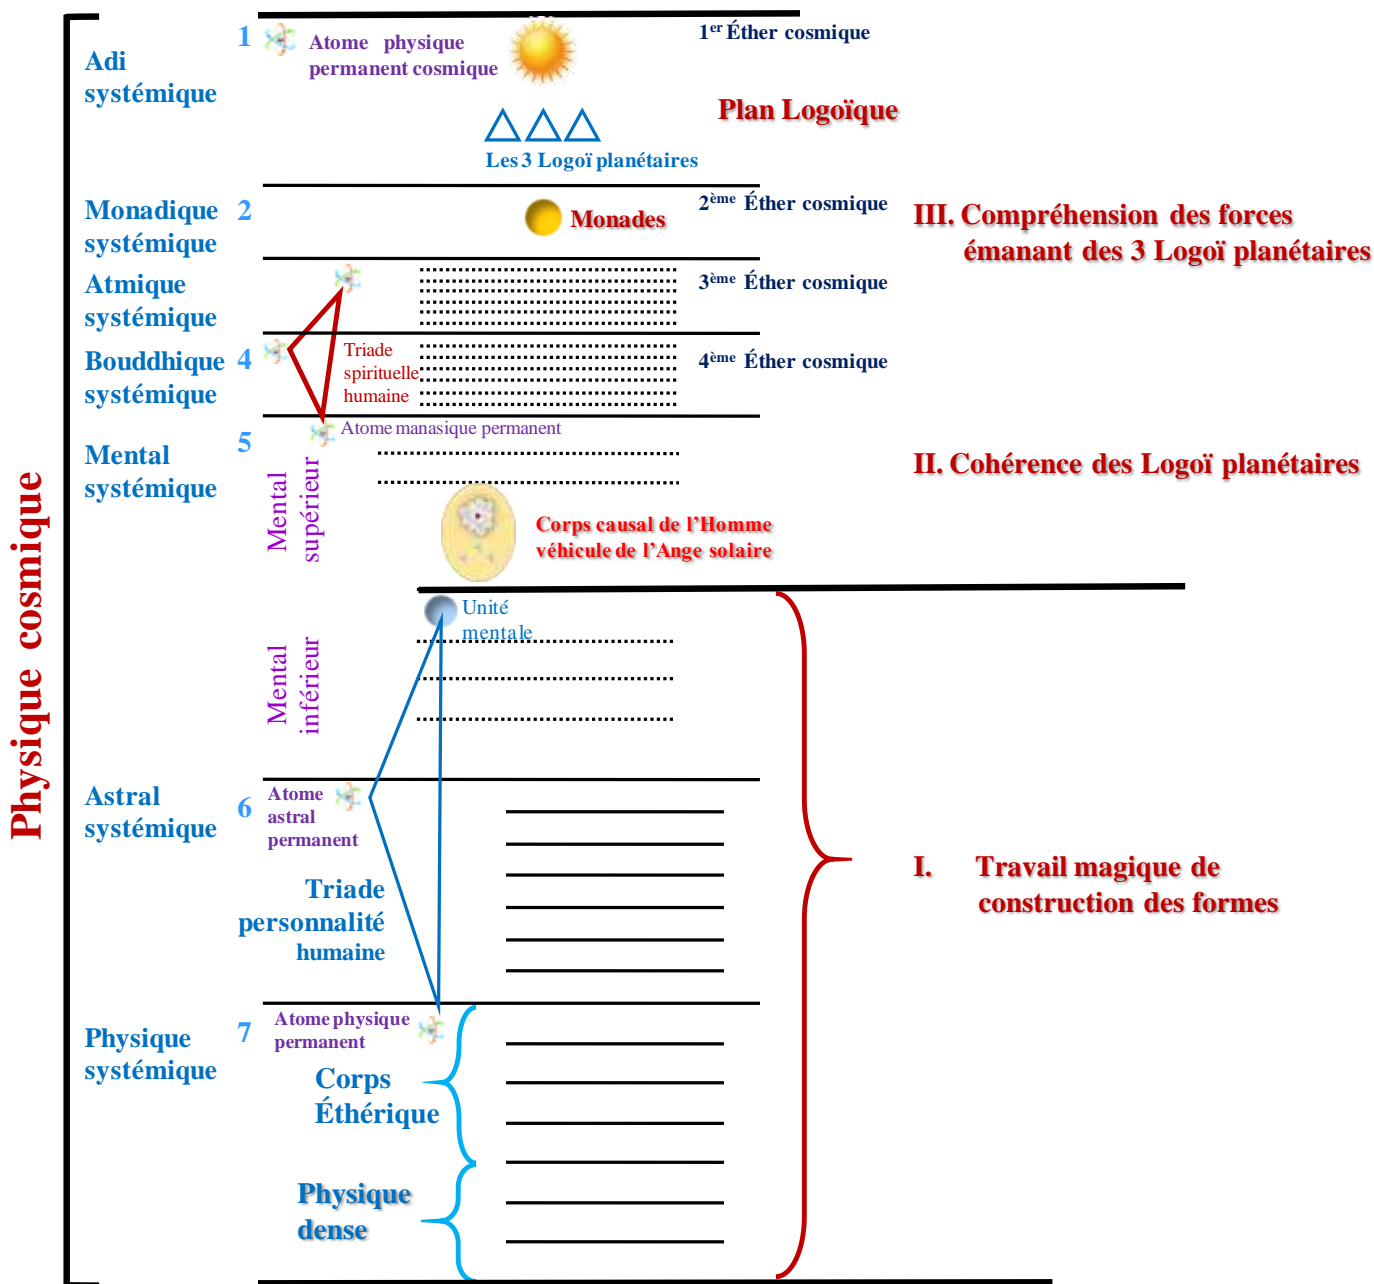 Physique cosmique
Adi
systémique
1
Atome physique
permanent cosmique
1er Éther cosmique
Plan Logoïque
Les 3 Logoï planétaires
Monadique
systémique
2
Monades
2ème Éther cosmique
III. Compréhension des forces
émanant des 3 Logoï planétaires
Atmique
systémique
3ème Éther cosmique
Bouddhique
systémique
4
Triade
spirituelle
humaine
4ème Éther cosmique
Mental
systémique
5
Atome manasique permanent
II. Cohérence des Logoï planétaires
Mental
supérieur
Corps causal de l’Homme
véhicule de l’Ange solaire
Unité
mentale
Mental
inférieur
Astral
systémique
6
Atome
astral
permanent
Triade
personnalité
humaine
I. Travail magique de
construction des formes
Physique
systémique
7
Atome physique
permanent
Corps
Éthérique
Physique
dense